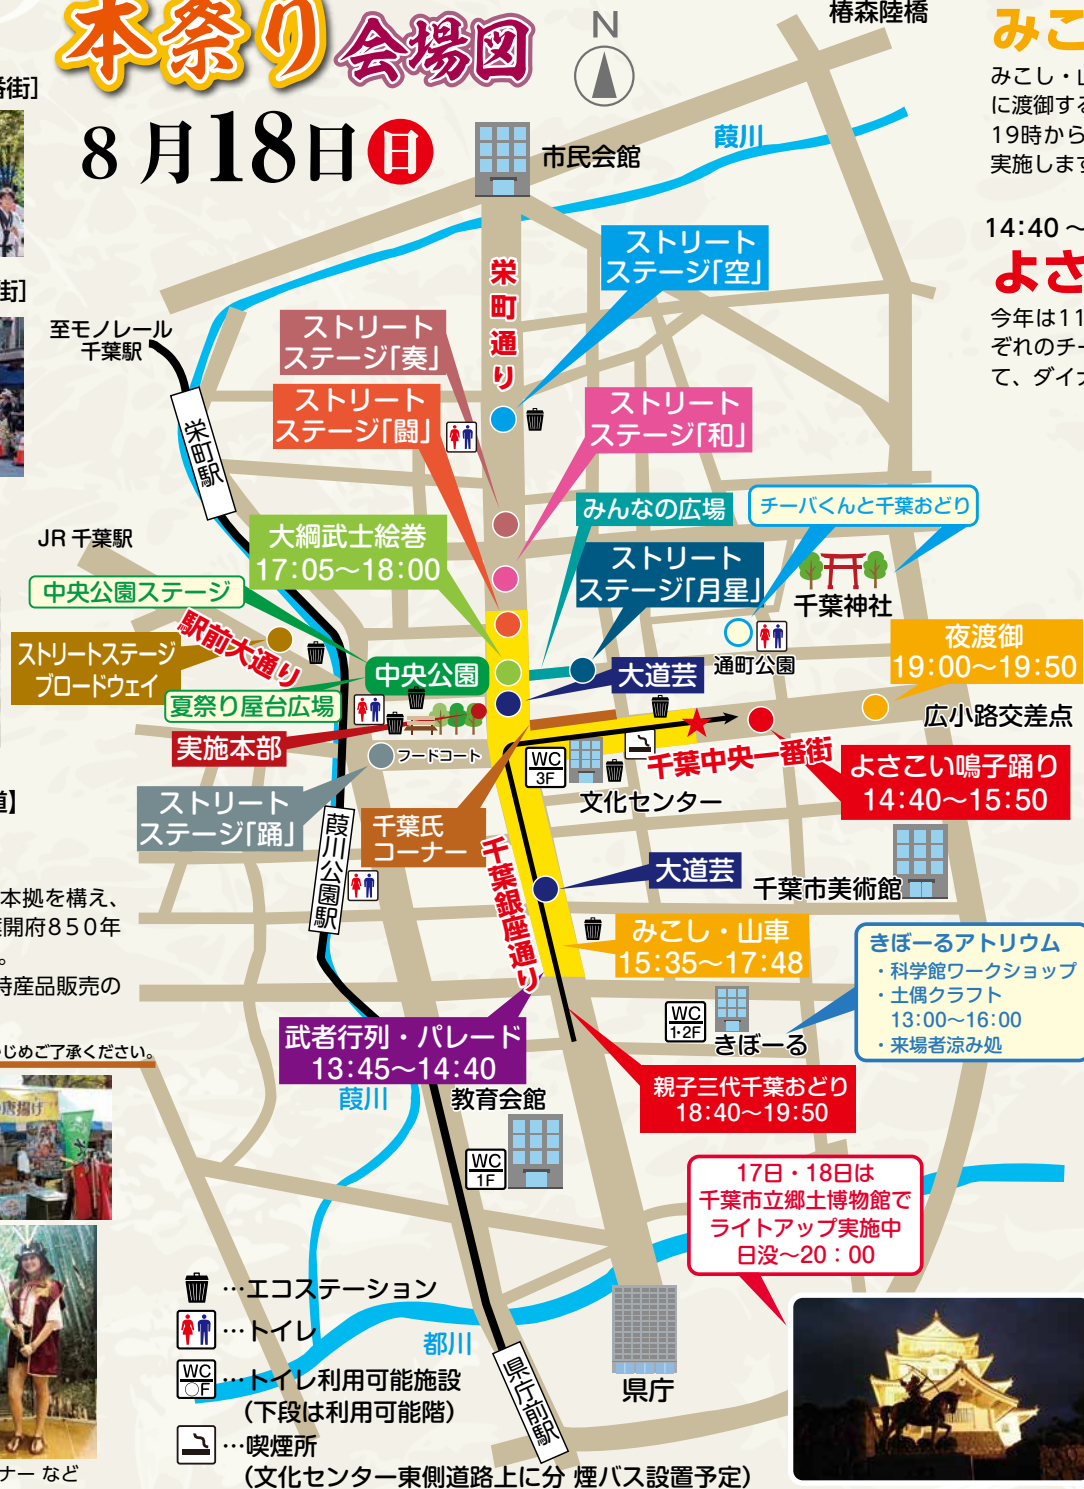 本祭り会場図
8月18日日
N
椿森陸橋
番街]
市民会館
葭川
みこ
みこし・山
に渡御する
19時から
実施します
街]
14:40～
よさ
今年は11
ぞれのチー
て、ダイナ
至モノレール
千葉駅
栄町通り
ストリート
ステージ「空」
ストリート
ステージ「奏」
ストリート
ステージ「闘」
ストリート
ステージ「和」
栄町駅
JR 千葉駅
大綱武士絵巻
17:05～18:00
みんなの広場
チーバくんと千葉おどり
ストリート
ステージ「月星」
千葉神社
中央公園ステージ
駅前大通り
ストリートステージ
ブロードウェイ
中央公園
夏祭り屋台広場
大道芸
通町公園
夜渡御
19:00～19:50
広小路交差点
実施本部
フードコート
WC
3F
文化センター
千葉中央一番街
よさこい鳴子踊り
14:40～15:50
ストリート
ステージ「踊」
千葉氏
コーナー
葭川公園駅
千葉銀座通り
大道芸
千葉市美術館
道】
本拠を構え、
葉開府850年
。
特産品販売の
じめご了承ください。
みこし・山車
15:35～17:48
きぼーるアトリウム
・科学館ワークショップ
・土偶クラフト
13:00～16:00
・来場者涼み処
WC
1・2F
きぼーる
武者行列・パレード
13:45～14:40
親子三代千葉おどり
18:40～19:50
葭川
教育会館
WC
1F
唐揚げ
17日・18日は
千葉市立郷土博物館で
ライトアップ実施中
日没～20：00
都川
県庁
県庁前駅
…エコステーション
…トイレ
WC
○F
…トイレ利用可能施設
（下段は利用可能階）
…喫煙所
（文化センター東側道路上に分 煙バス設置予定）
ナー など